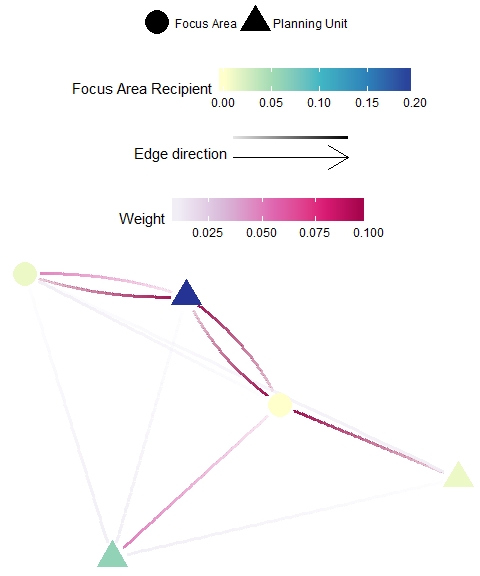 Focus Area Planning Unit
Focus Area Recipient
0.00 0.05 0.10 0.15 0.20
Edge direction
Weight
0.025 0.050 0.075 0.100